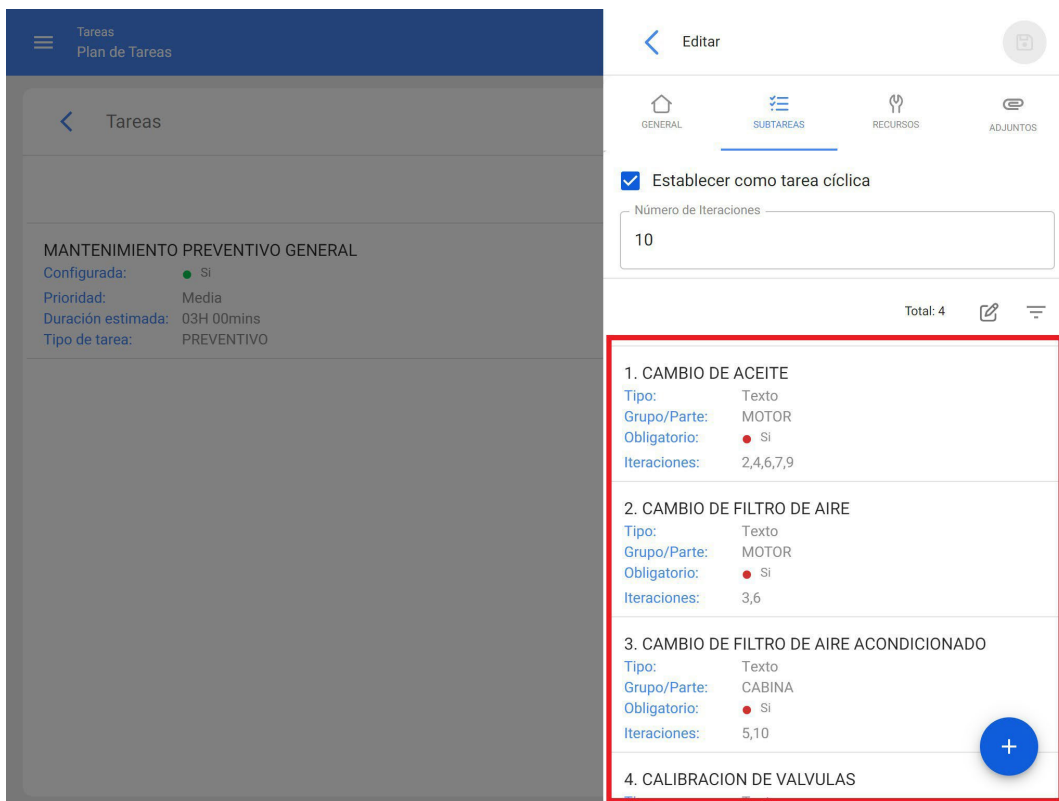 Tareas
Plan de Tareas
Tareas
MANTENIMIENTO PREVENTIVO GENERAL
Configurada: Si
Prioridad: Media
Duración estimada: 03H 00mins
Tipo de tarea: PREVENTIVO
Editar
GENERAL SUBTAREAS RECURSOS ADJUNTOS
Establecer como tarea cíclica
Número de Iteraciones
10
Total: 4
1. CAMBIO DE ACEITE
Tipo: Texto
Grupo/Parte: MOTOR
Obligatorio: Si
Iteraciones: 2,4,6,7,9
2. CAMBIO DE FILTRO DE AIRE
Tipo: Texto
Grupo/Parte: MOTOR
Obligatorio: Si
Iteraciones: 3,6
3. CAMBIO DE FILTRO DE AIRE ACONDICIONADO
Tipo: Texto
Grupo/Parte: CABINA
Obligatorio: Si
Iteraciones: 5,10
4. CALIBRACION DE VALVULAS